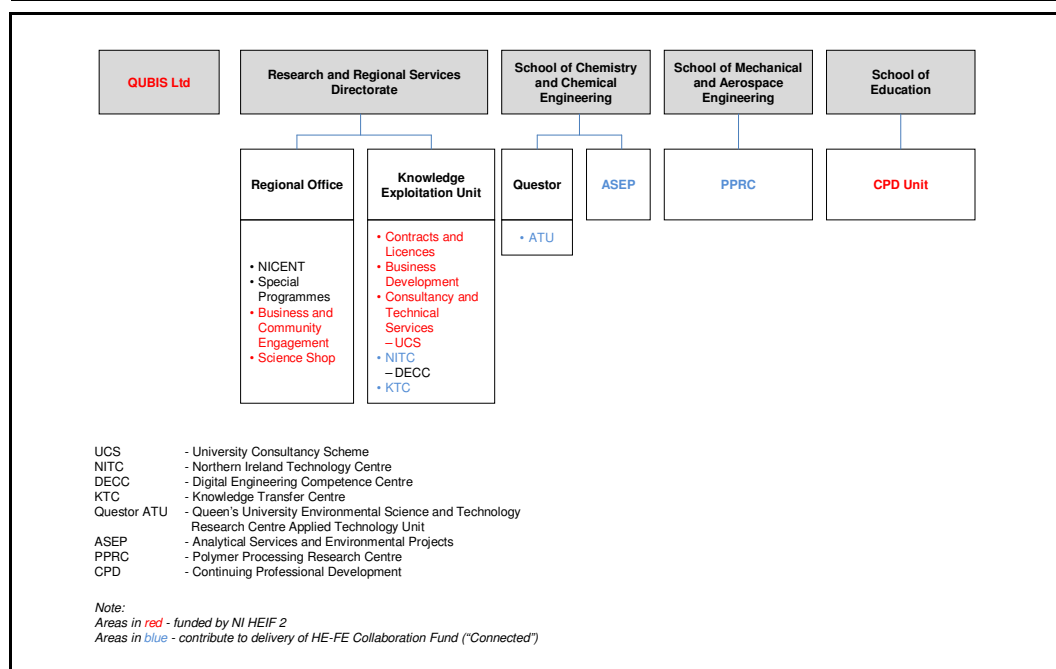 QUBIS Ltd
Research and Regional Services
Directorate
School of Chemistry
and Chemical
Engineering
School of Mechanical
and Aerospace
Engineering
School of
Education
Regional Office
Knowledge
Exploitation Unit
Questor
ASEP
PPRC
CPD Unit
• NICENT
• Special
Programmes
• Business and
Community
Engagement
• Science Shop
• Contracts and
Licences
• Business
Development
• Consultancy and
Technical
Services
– UCS
• NITC
– DECC
• KTC
• ATU
UCS - University Consultancy Scheme
NITC - Northern Ireland Technology Centre
DECC - Digital Engineering Competence Centre
KTC - Knowledge Transfer Centre
Questor ATU - Queen's University Environmental Science and Technology
Research Centre Applied Technology Unit
ASEP - Analytical Services and Environmental Projects
PPRC - Polymer Processing Research Centre
CPD - Continuing Professional Development
Note:
Areas in red - funded by NI HEIF 2
Areas in blue - contribute to delivery of HE-FE Collaboration Fund ("Connected")